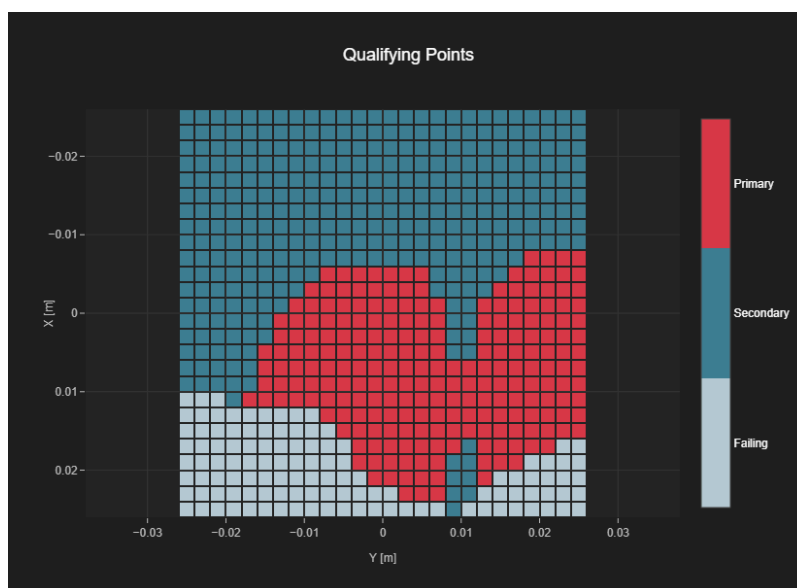 Qualifying Points
−0.02
−0.01
0
0.01
0.02
X [m]
−0.03
−0.02
−0.01
0
0.01
0.02
0.03
Y [m]
Primary
Secondary
Failing